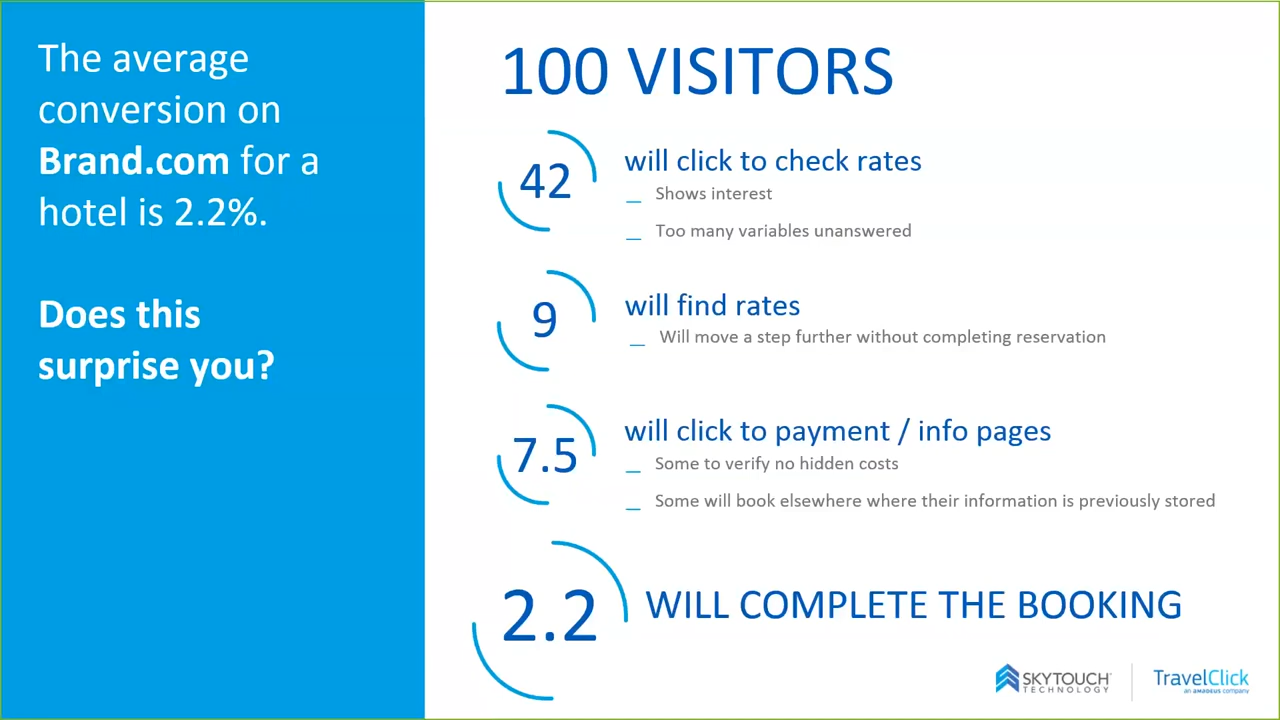 The average
conversion on
Brand.com for a
hotel is 2.2%.
Does this
surprise you?
100 VISITORS
42
will click to check rates
_ Shows interest
_ Too many variables unanswered
9
will find rates
_ Will move a step further without completing reservation
7.5
will click to payment / info pages
_ Some to verify no hidden costs
_ Some will book elsewhere where their information is previously stored
2.2
WILL COMPLETE THE BOOKING
SKYTOUCH
TECHNOLOGY
TravelClick
an AMADEUS company